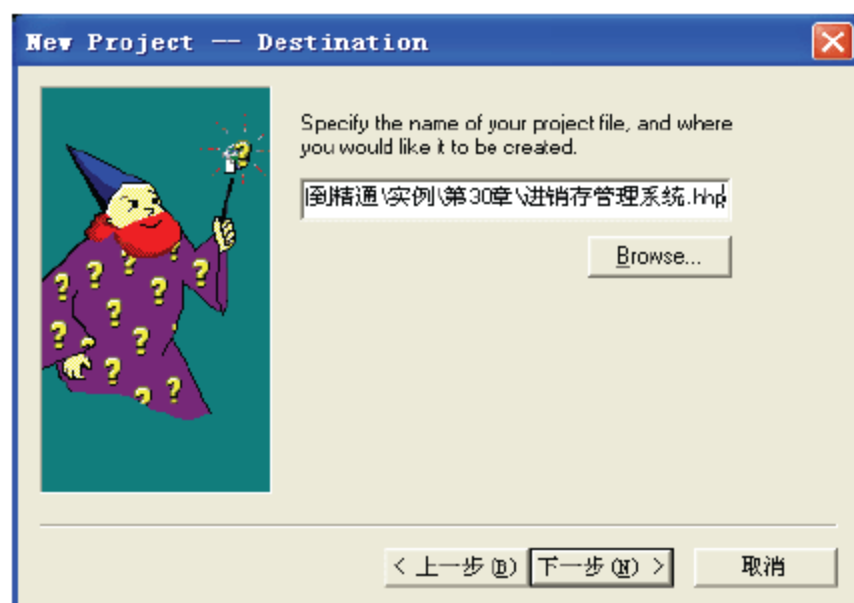 New Project -- Destination
Specify the name of your project file, and where
you would like it to be created.
到精通\实例\第30章\进销存管理系统.hhp
Browse...
< 上一步(B)
下一步(N) >
取消